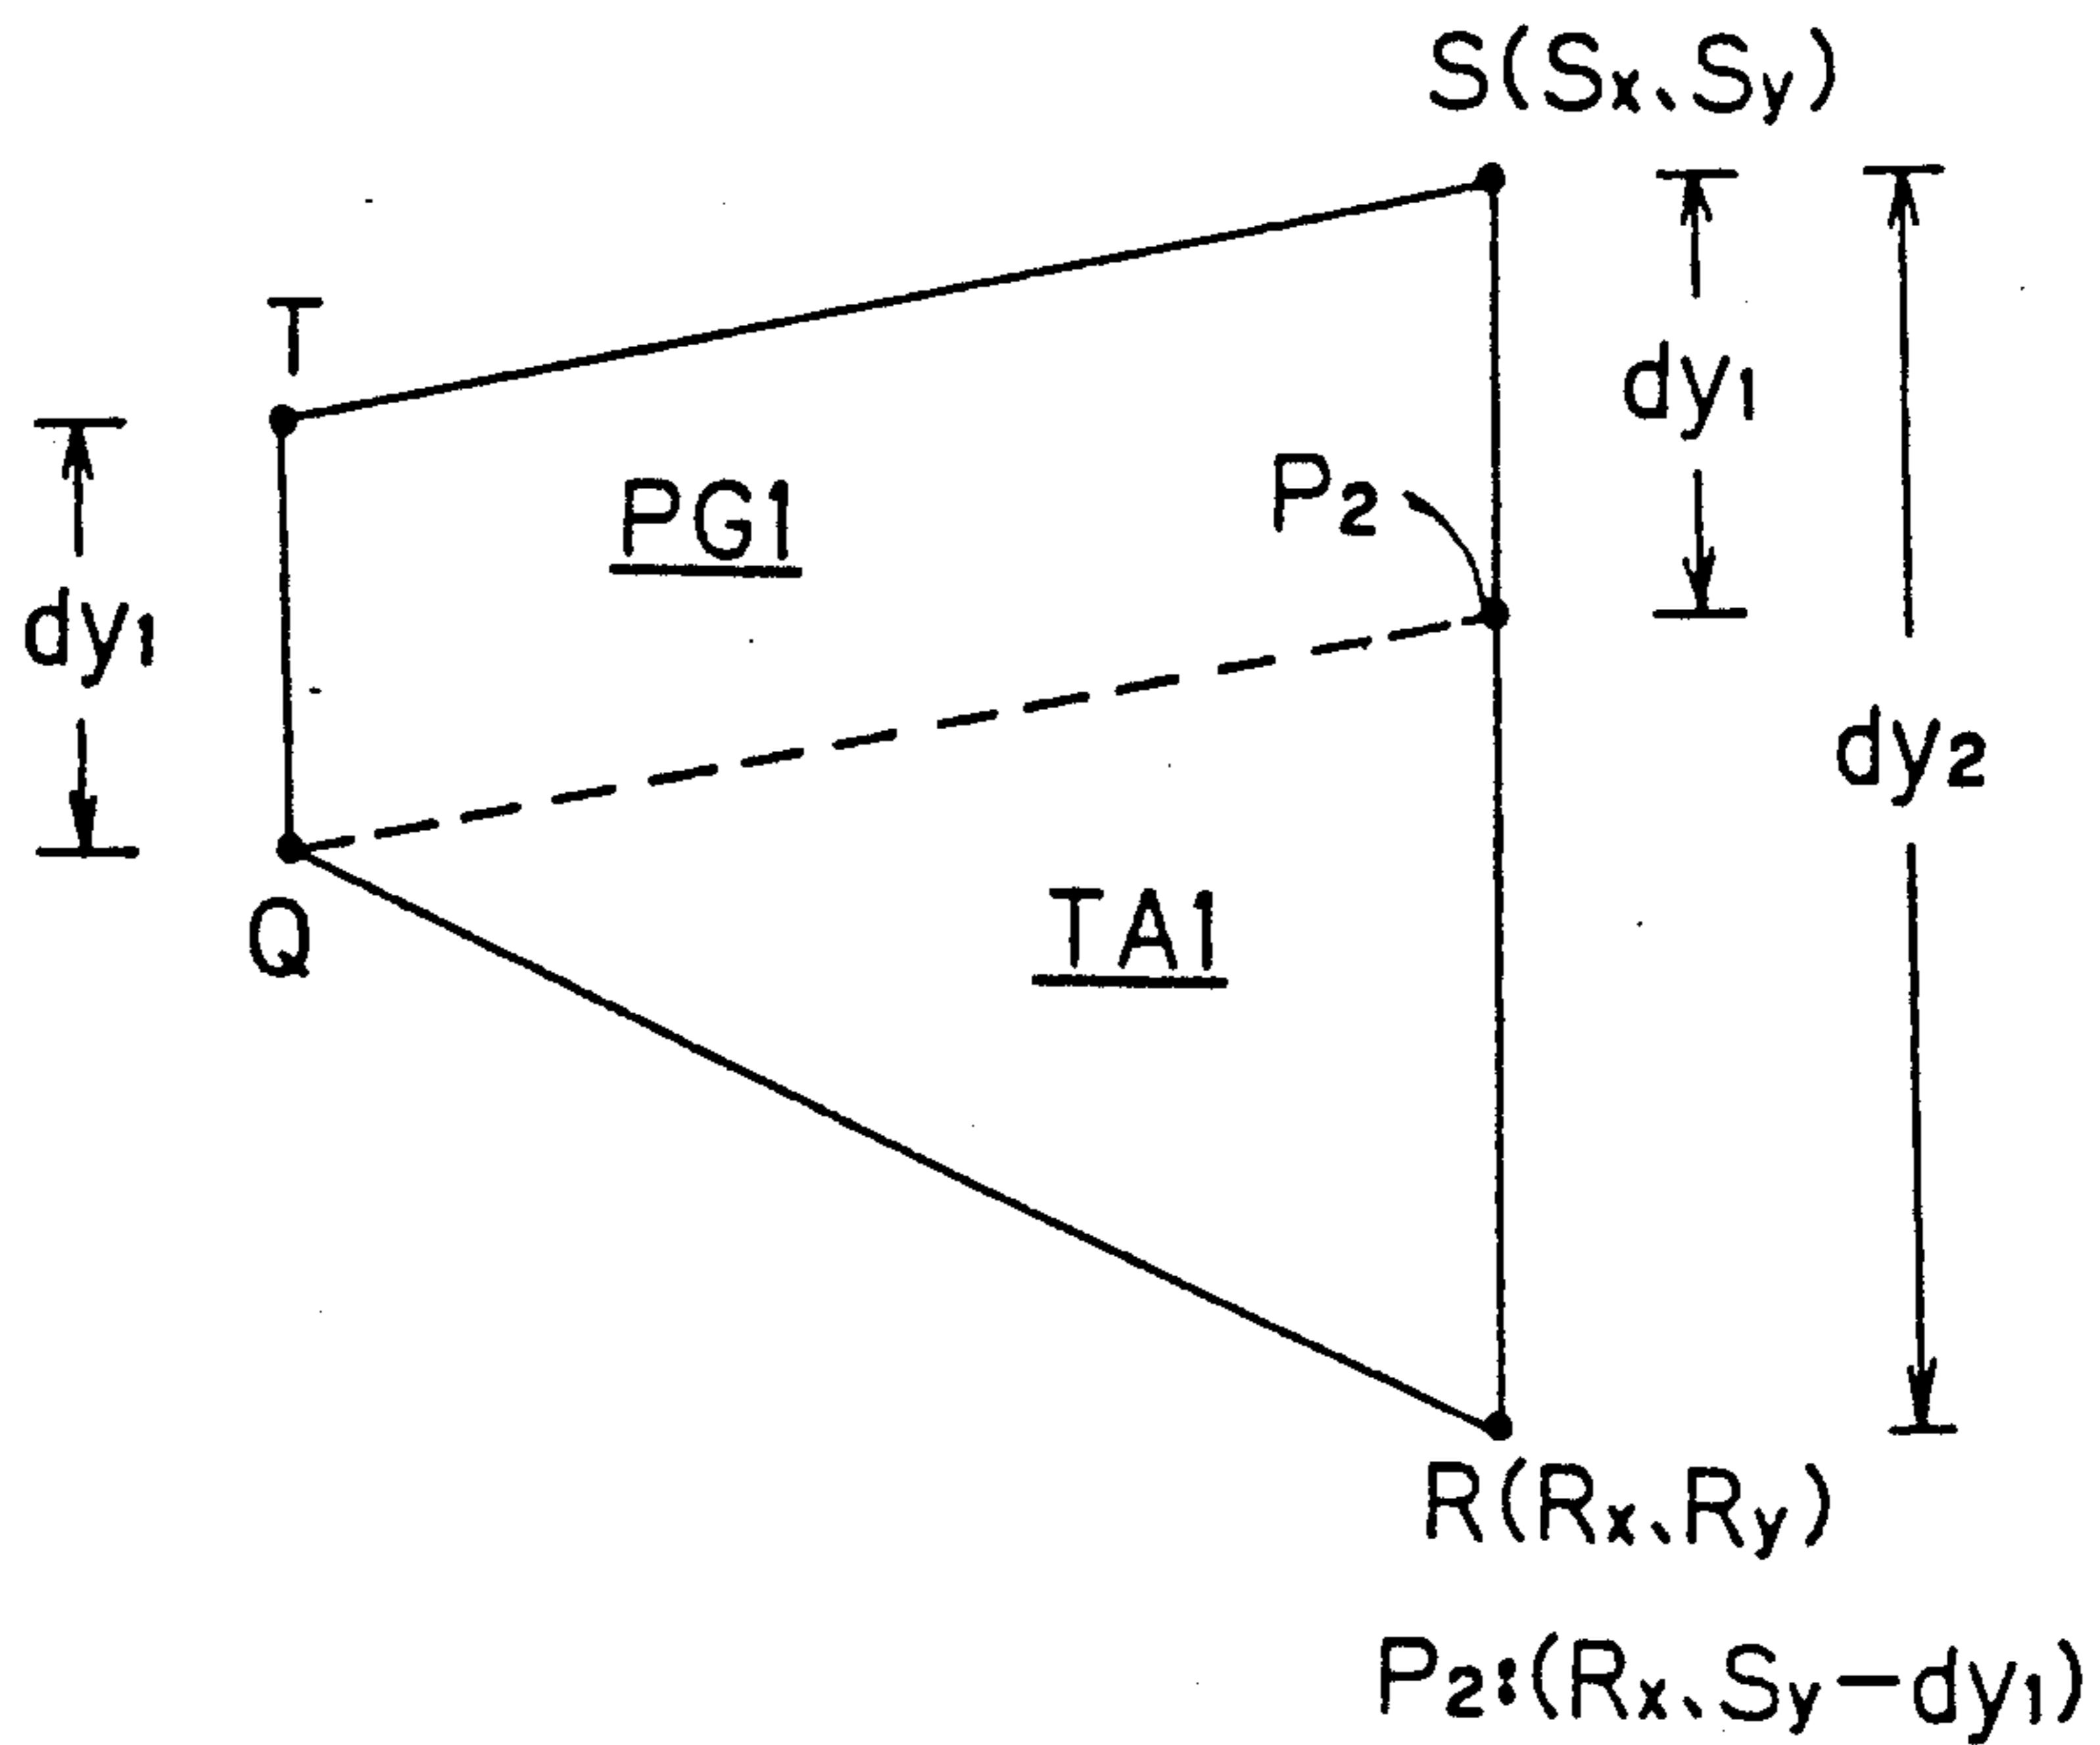 S(Sx、Sy)
T
dy1
P2
PG1
dy1
dy2
Q
TA1
R(Rx、Ry)
P2:(Rx、Sy−dy1)